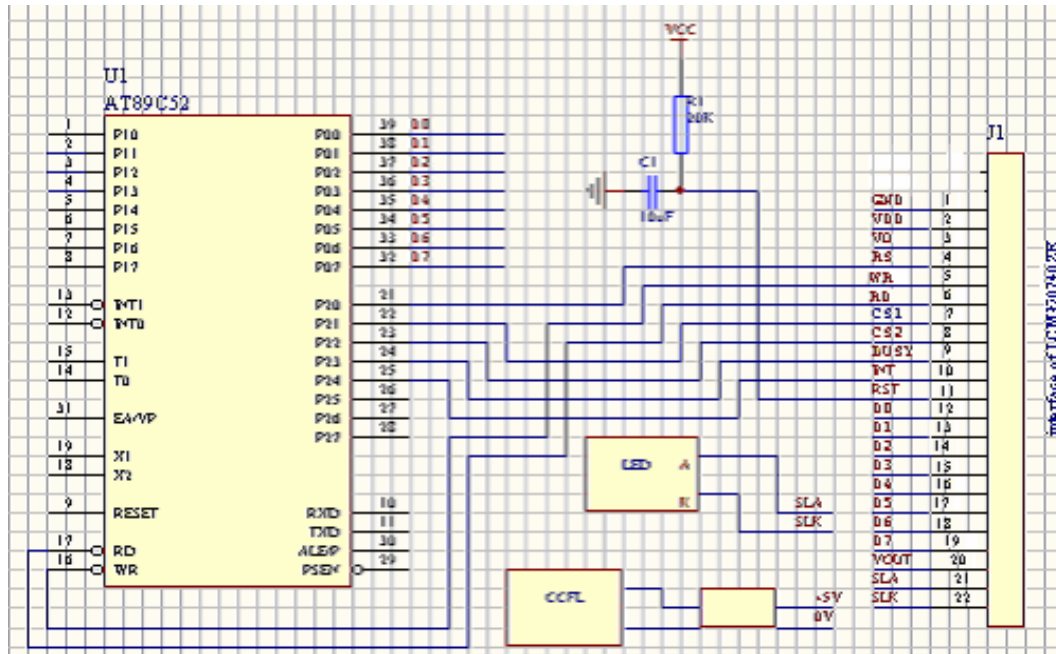 VCC
U1
AT89C52
R1
20K
J1
C1
10uF
1 P10 P00 39 D0
2 P11 P01 38 D1
3 P12 P02 37 D2
4 P13 P03 36 D3
5 P14 P04 35 D4
6 P15 P05 34 D5
7 P16 P06 33 D6
8 P17 P07 32 D7
13 INT1 P20 21
12 INT0 P21 22
P22 23
15 T1 P23 24
14 T0 P24 25
P25 26
31 EA/VP P26 27
P27 28
19 X1
18 X2
9 RESET RXD 10
TXD 11
17 RD ALE/P 30
16 WR PSEN 29
GND 1
VDD 2
VO 3
RS 4
WR 5
RD 6
CS1 7
CS2 8
BUSY 9
INT 10
RST 11
D0 12
D1 13
D2 14
D3 15
D4 16
D5 17
D6 18
D7 19
VOUT 20
SLA 21
SLK 22
interface of
LED A
K
SLA
SLK
CCFL
+5V
0V